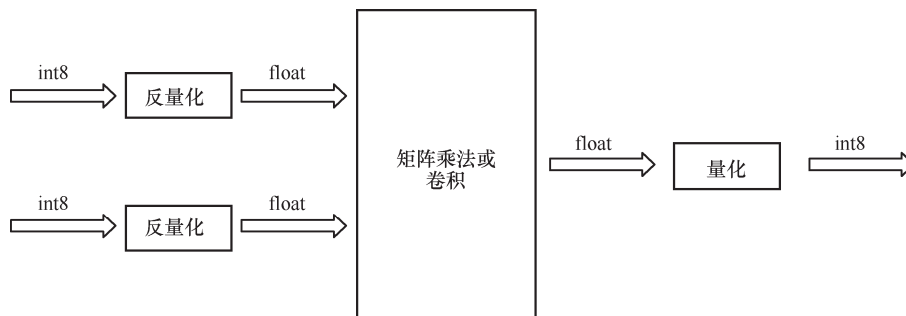 int8
反量化
float
int8
反量化
float
矩阵乘法或
卷积
float
量化
int8